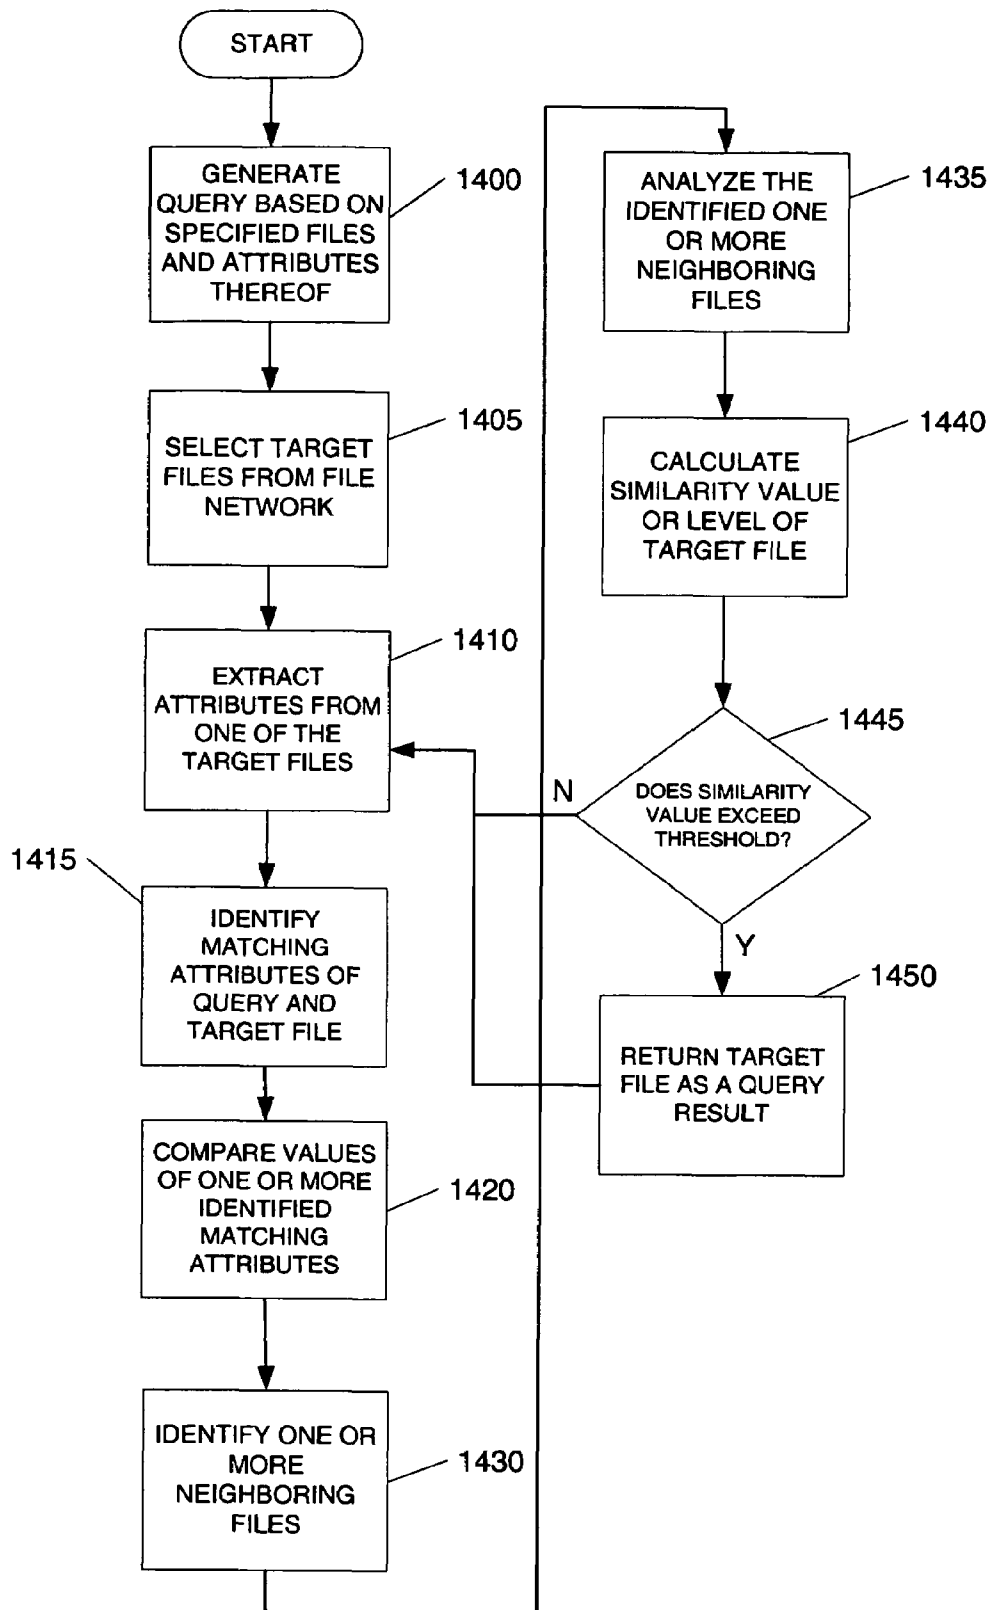 START
GENERATE
QUERY BASED ON
SPECIFIED FILES
AND ATTRIBUTES
THEREOF
1400
SELECT TARGET
FILES FROM FILE
NETWORK
1405
EXTRACT
ATTRIBUTES FROM
ONE OF THE
TARGET FILES
1410
1415
IDENTIFY
MATCHING
ATTRIBUTES OF
QUERY AND
TARGET FILE
COMPARE VALUES
OF ONE OR MORE
IDENTIFIED
MATCHING
ATTRIBUTES
1420
IDENTIFY ONE OR
MORE
NEIGHBORING
FILES
1430
ANALYZE THE
IDENTIFIED ONE
OR MORE
NEIGHBORING
FILES
1435
CALCULATE
SIMILARITY VALUE
OR LEVEL OF
TARGET FILE
1440
1445
DOES SIMILARITY
VALUE EXCEED
THRESHOLD?
N
Y
1450
RETURN TARGET
FILE AS A QUERY
RESULT